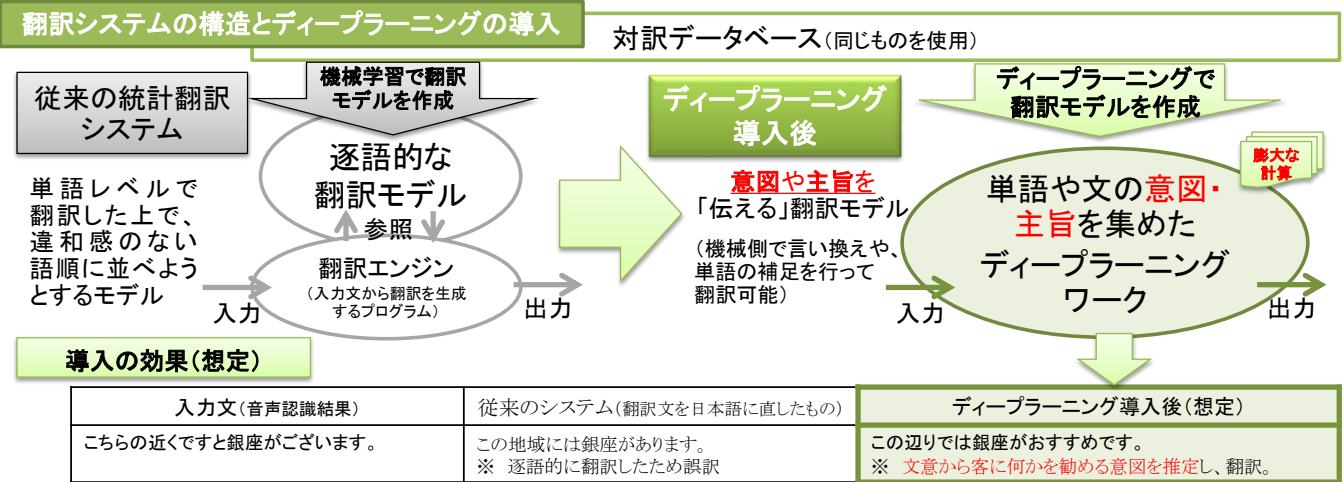 翻訳システムの構造とディープラーニングの導入
対訳データベース(同じものを使用)
従来の統計翻訳
システム
機械学習で翻訳
モデルを作成
逐語的な
翻訳モデル
参照
翻訳エンジン
(入力文から翻訳を生成
するプログラム)
単語レベルで
翻訳した上で、
違和感のない
語順に並べよう
とするモデル
入力
出力
ディープラーニング
導入後
意図や主旨を
「伝える」翻訳モデル
(機械側で言い換えや、
単語の補足を行って
翻訳可能)
ディープラーニングで
翻訳モデルを作成
膨大な
計算
単語や文の意図・
主旨を集めた
ディープラーニング
ワーク
入力
出力
導入の効果(想定)
入力文(音声認識結果)
従来のシステム(翻訳文を日本語に直したもの)
ディープラーニング導入後(想定)
こちらの近くですと銀座がございます。
この地域には銀座があります。
※ 逐語的に翻訳したため誤訳
この辺りでは銀座がおすすめです。
※ 文意から客に何かを勧める意図を推定し、翻訳。